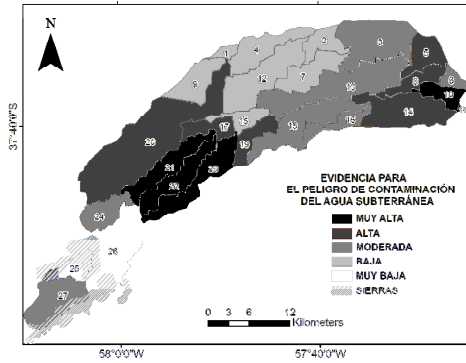 N
1
4
2
3
5
9
12
7
13
8
6
10
14
15
17
16
18
19
20
21
22
23
24
25
26
27
37°40'0"S
EVIDENCIA PARA
EL PELIGRO DE CONTAMINACIÓN
DEL AGUA SUBTERRÁNEA
MUY ALTA
ALTA
MODERADA
BAJA
MUY BAJA
SIERRAS
0 3 6 12
Kilometers
58°0'0"W
57°40'0"W